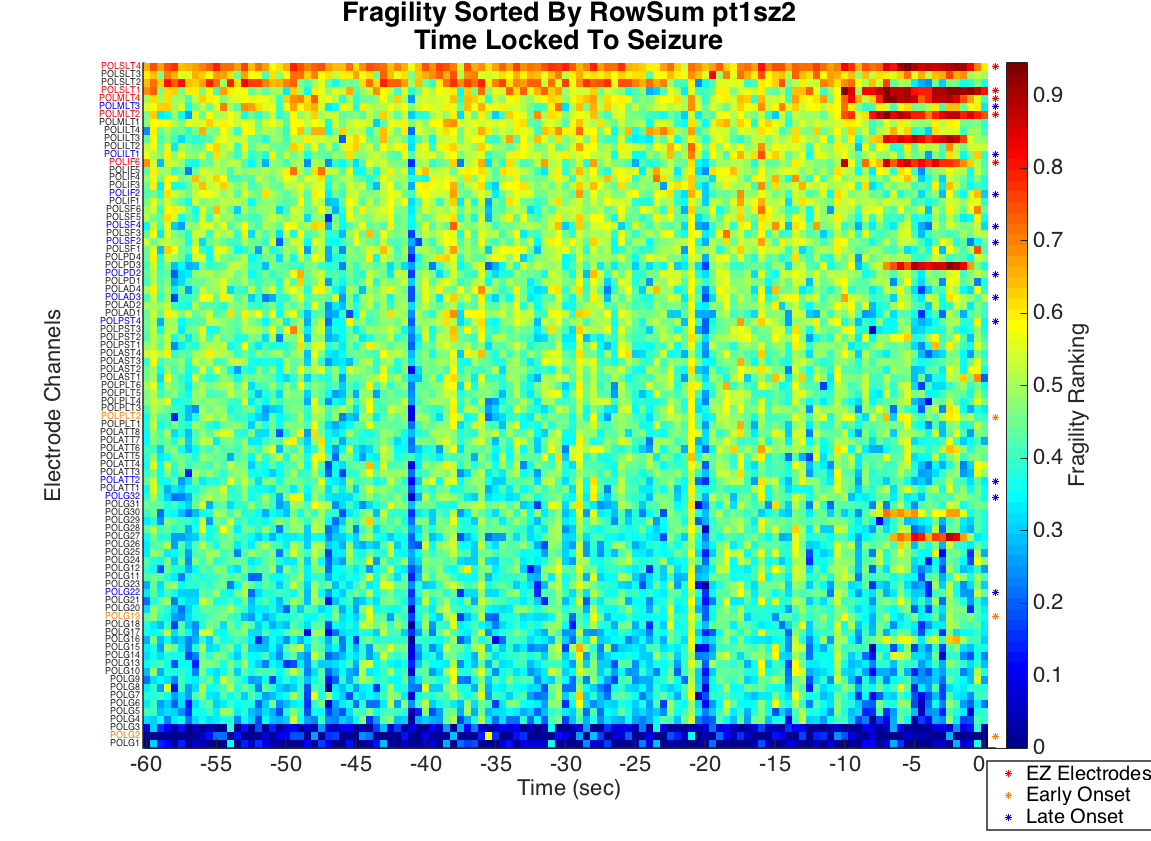 Fragility Sorted By RowSum pt1sz2
Time Locked To Seizure
Electrode Channels
POLSLT4
POLSLT3
POLSLT2
POLSLT1
POLMLT4
POLMLT3
POLMLT2
POLMLT1
POLILT4
POLILT3
POLILT2
POLILT1
POLIF6
POLIF5
POLIF4
POLIF3
POLIF2
POLIF1
POLSF6
POLSF5
POLSF4
POLSF3
POLSF2
POLSF1
POLPD4
POLPD3
POLPD2
POLPD1
POLAD4
POLAD3
POLAD2
POLAD1
POLPST4
POLPST3
POLPST2
POLPST1
POLAST4
POLAST3
POLAST2
POLAST1
POLPLT6
POLPLT5
POLPLT4
POLPLT3
POLPLT2
POLPLT1
POLATT8
POLATT7
POLATT6
POLATT5
POLATT4
POLATT3
POLATT2
POLATT1
POLG32
POLG31
POLG30
POLG29
POLG28
POLG27
POLG26
POLG25
POLG24
POLG12
POLG11
POLG23
POLG22
POLG21
POLG20
POLG19
POLG18
POLG17
POLG16
POLG15
POLG14
POLG13
POLG10
POLG9
POLG8
POLG7
POLG6
POLG5
POLG4
POLG3
POLG2
POLG1
-60 -55 -50 -45 -40 -35 -30 -25 -20 -15 -10 -5 0
Time (sec)
0.9
0.8
0.7
0.6
0.5
0.4
0.3
0.2
0.1
0
Fragility Ranking
EZ Electrodes
Early Onset
Late Onset